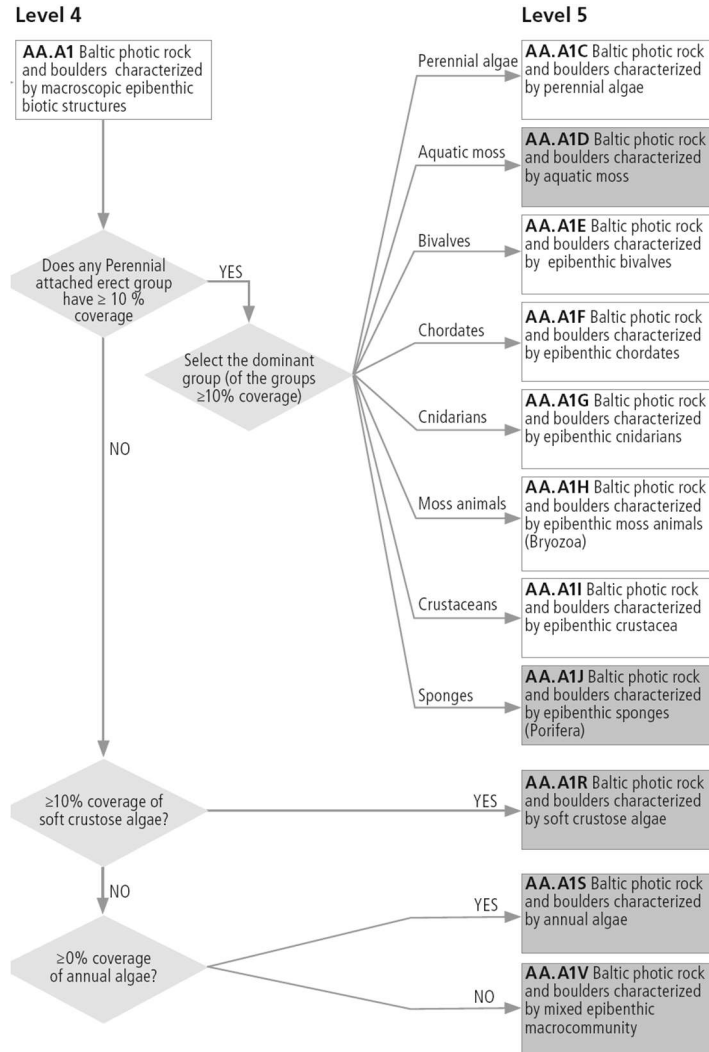 Level 4
Level 5
AA.A1 Baltic photic rock
and boulders characterized
by macroscopic epibenthic
biotic structures
Does any Perennial
attached erect group
have ≥ 10 %
coverage
YES
NO
Select the dominant
group (of the groups
≥10% coverage)
Perennial algae
AA.A1C Baltic photic rock
and boulders characterized
by perennial algae
Aquatic moss
AA.A1D Baltic photic rock
and boulders characterized
by aquatic moss
Bivalves
AA.A1E Baltic photic rock
and boulders characterized
by epibenthic bivalves
Chordates
AA.A1F Baltic photic rock
and boulders characterized
by epibenthic chordates
Cnidarians
AA.A1G Baltic photic rock
and boulders characterized
by epibenthic cnidarians
Moss animals
AA.A1H Baltic photic rock
and boulders characterized
by epibenthic moss animals
(Bryozoa)
Crustaceans
AA.A1I Baltic photic rock
and boulders characterized
by epibenthic crustacea
Sponges
AA.A1J Baltic photic rock
and boulders characterized
by epibenthic sponges
(Porifera)
≥10% coverage of
soft crustose algae?
YES
AA.A1R Baltic photic rock
and boulders characterized
by soft crustose algae
NO
≥0% coverage
of annual algae?
YES
AA.A1S Baltic photic rock
and boulders characterized
by annual algae
NO
AA.A1V Baltic photic rock
and boulders characterized
by mixed epibenthic
macrocommunity